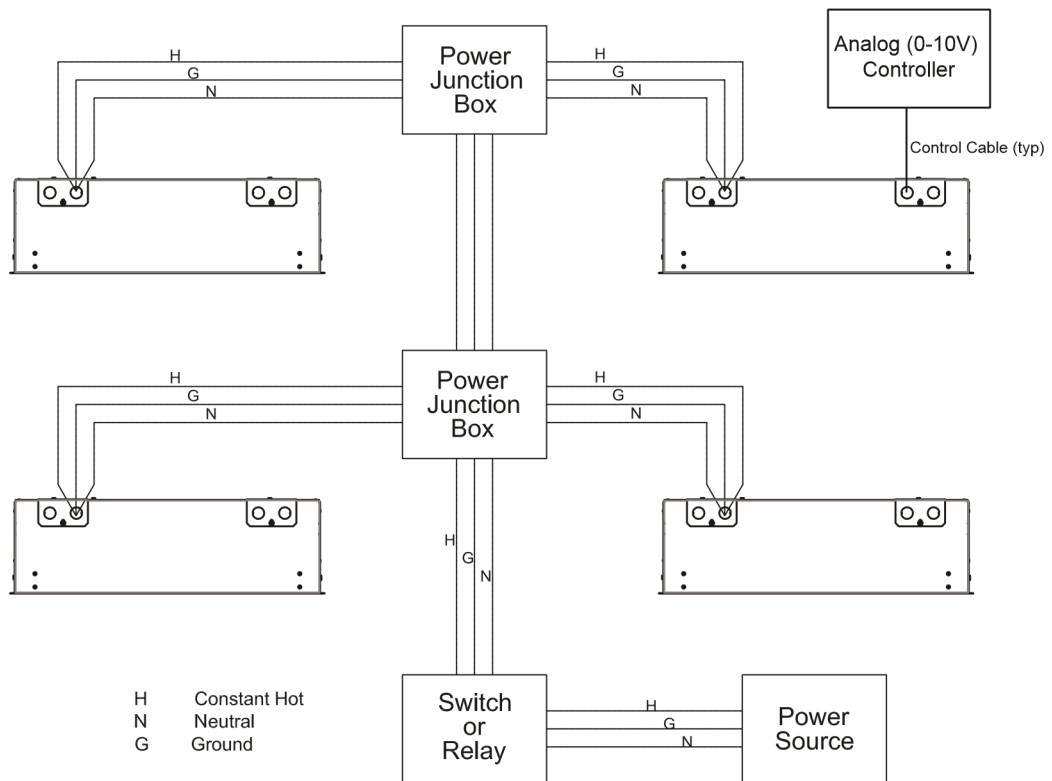 Power
Junction
Box
Analog (0-10V)
Controller
H
G
N
H
G
N
Control Cable (typ)
Power
Junction
Box
H
G
N
H
G
N
H
G
N
H Constant Hot
N Neutral
G Ground
Switch
or
Relay
H
G
N
Power
Source